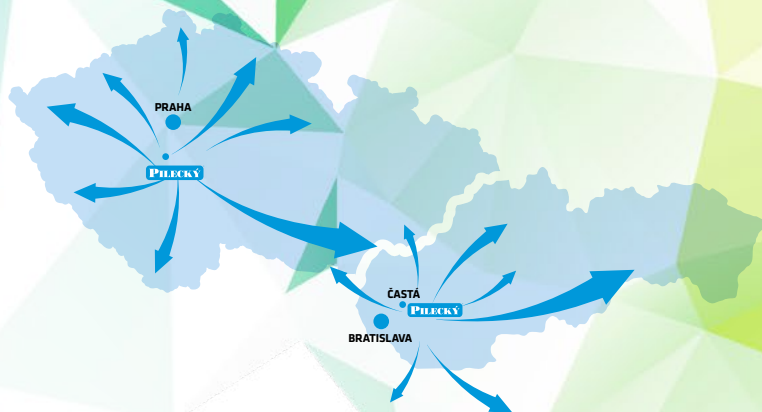 PRAHA
PILECKÝ
ČASTÁ
PILECKÝ
BRATISLAVA